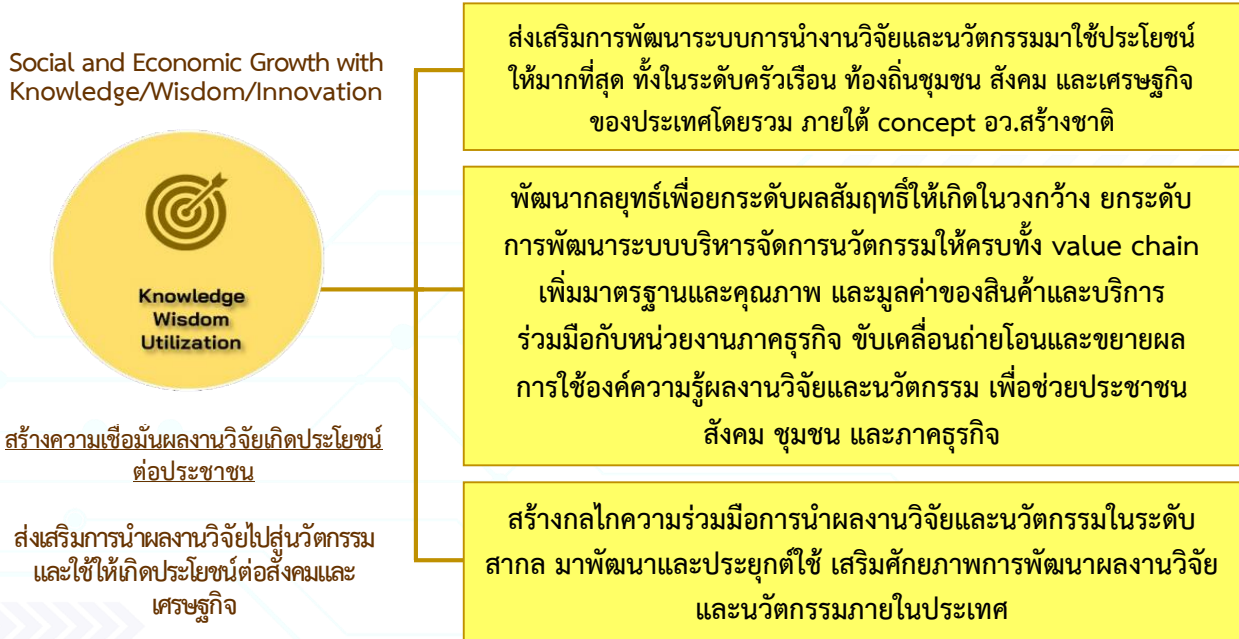 Social and Economic Growth with
Knowledge/Wisdom/Innovation
Knowledge
Wisdom
Utilization
สร้างความเชื่อมั่นผลงานวิจัยเกิดประโยชน์
ต่อประชาชน
ส่งเสริมการนำผลงานวิจัยไปสู่นวัตกรรม
และใช้ให้เกิดประโยชน์ต่อสังคมและ
เศรษฐกิจ
ส่งเสริมการพัฒนาระบบการนำงานวิจัยและนวัตกรรมมาใช้ประโยชน์
ให้มากที่สุด ทั้งในระดับครัวเรือน ท้องถิ่นชุมชน สังคม และเศรษฐกิจ
ของประเทศโดยรวม ภายใต้ concept อว.สร้างชาติ
พัฒนากลยุทธ์เพื่อยกระดับผลสัมฤทธิ์ให้เกิดในวงกว้าง ยกระดับ
การพัฒนาระบบบริหารจัดการนวัตกรรมให้ครบทั้ง value chain
เพิ่มมาตรฐานและคุณภาพ และมูลค่าของสินค้าและบริการ
ร่วมมือกับหน่วยงานภาคธุรกิจ ขับเคลื่อนถ่ายโอนและขยายผล
การใช้องค์ความรู้ผลงานวิจัยและนวัตกรรม เพื่อช่วยประชาชน
สังคม ชุมชน และภาคธุรกิจ
สร้างกลไกความร่วมมือการนำผลงานวิจัยและนวัตกรรมในระดับ
สากล มาพัฒนาและประยุกต์ใช้ เสริมศักยภาพการพัฒนาผลงานวิจัย
และนวัตกรรมภายในประเทศ